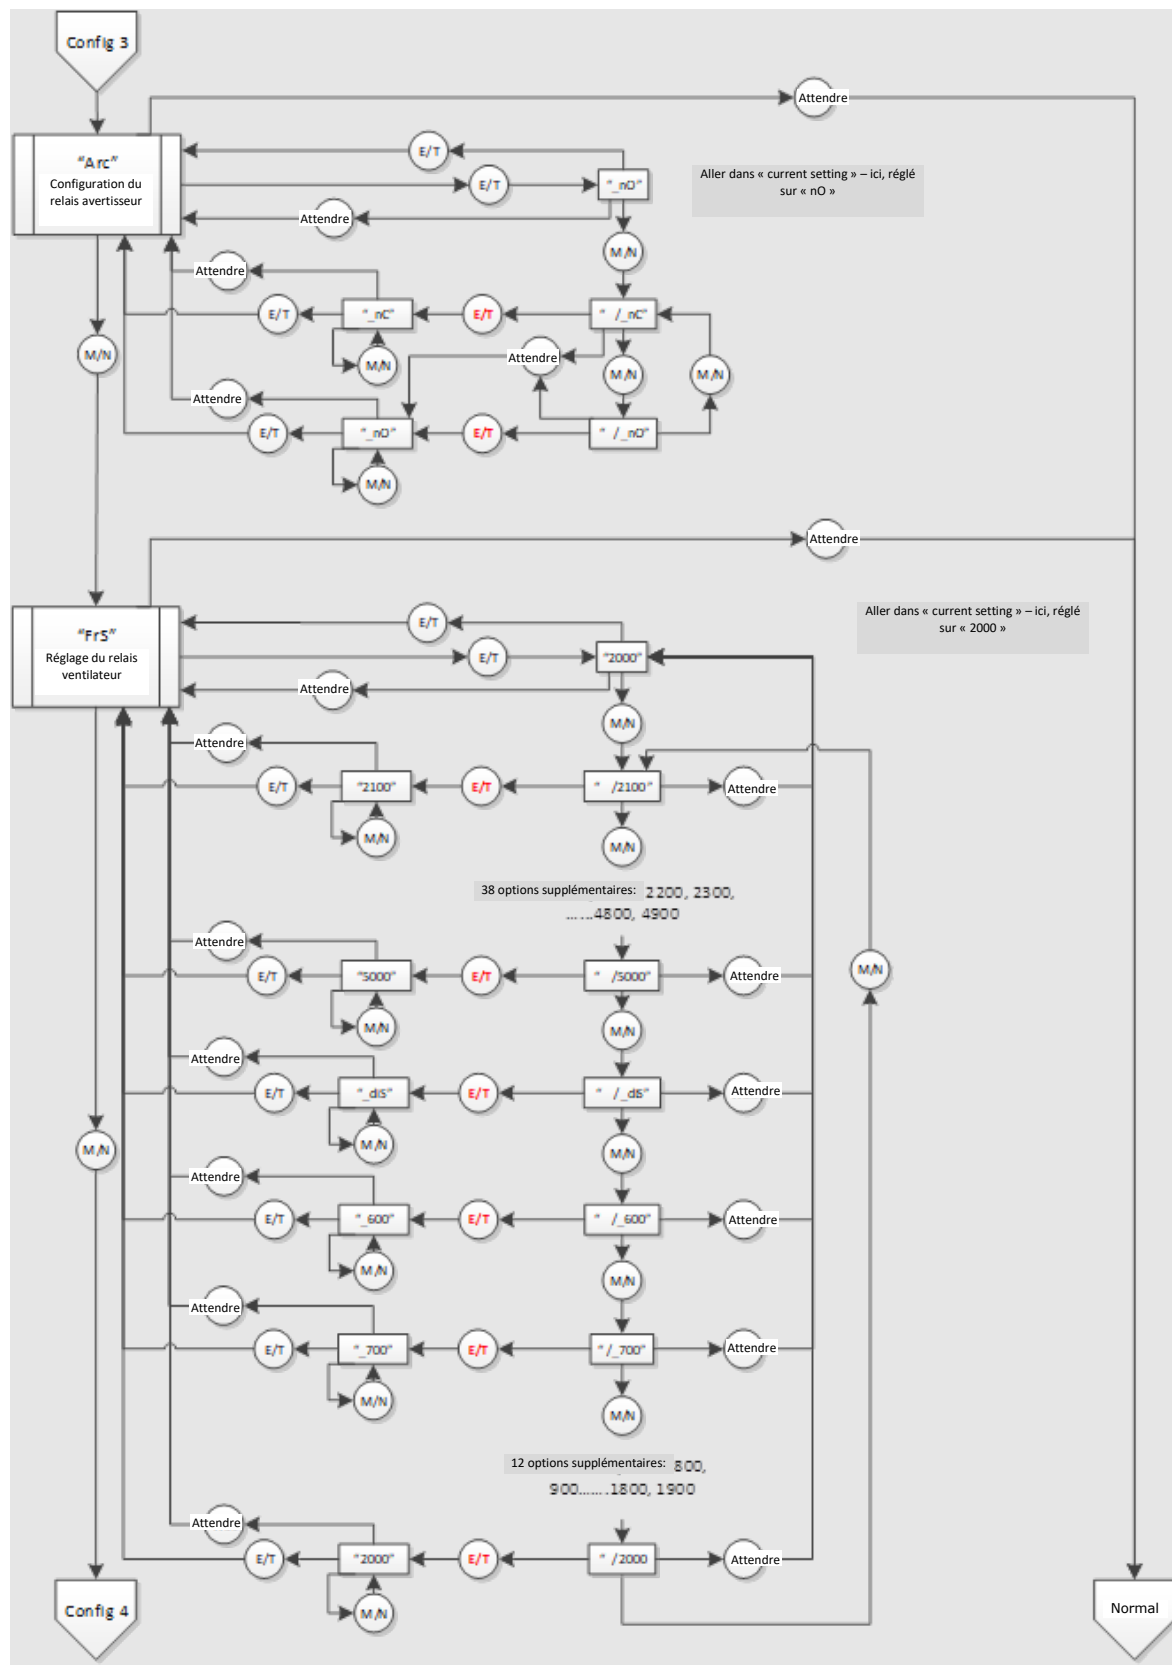 Config 3
Attendre
"Arc"
Configuration du
relais avertisseur
E/T
E/T
"_nO"
Attendre
Aller dans « current setting » – ici, réglé
sur « nO »
M/N
Attendre
E/T
"_nC"
E/T
" /_nC"
M/N
M/N
Attendre
M/N
M/N
Attendre
E/T
"_nO"
E/T
" /_nO"
M/N
Attendre
"FrS"
Réglage du relais
ventilateur
E/T
E/T
"2000"
Attendre
Aller dans « current setting » – ici, réglé
sur « 2000 »
M/N
Attendre
E/T
"2100"
E/T
" /2100"
Attendre
M/N
M/N
38 options supplémentaires: 2200, 2300,
......4800, 4900
Attendre
E/T
"5000"
E/T
" /5000"
Attendre
M/N
M/N
M/N
Attendre
E/T
"_diS"
E/T
" /_diS"
Attendre
M/N
M/N
M/N
Attendre
E/T
"_600"
E/T
" /_600"
Attendre
M/N
M/N
Attendre
E/T
"_700"
E/T
"/_700"
Attendre
M/N
M/N
12 options supplémentaires: 800,
900.......1800, 1900
Attendre
E/T
"2000"
E/T
" /2000
Attendre
M/N
Config 4
Normal